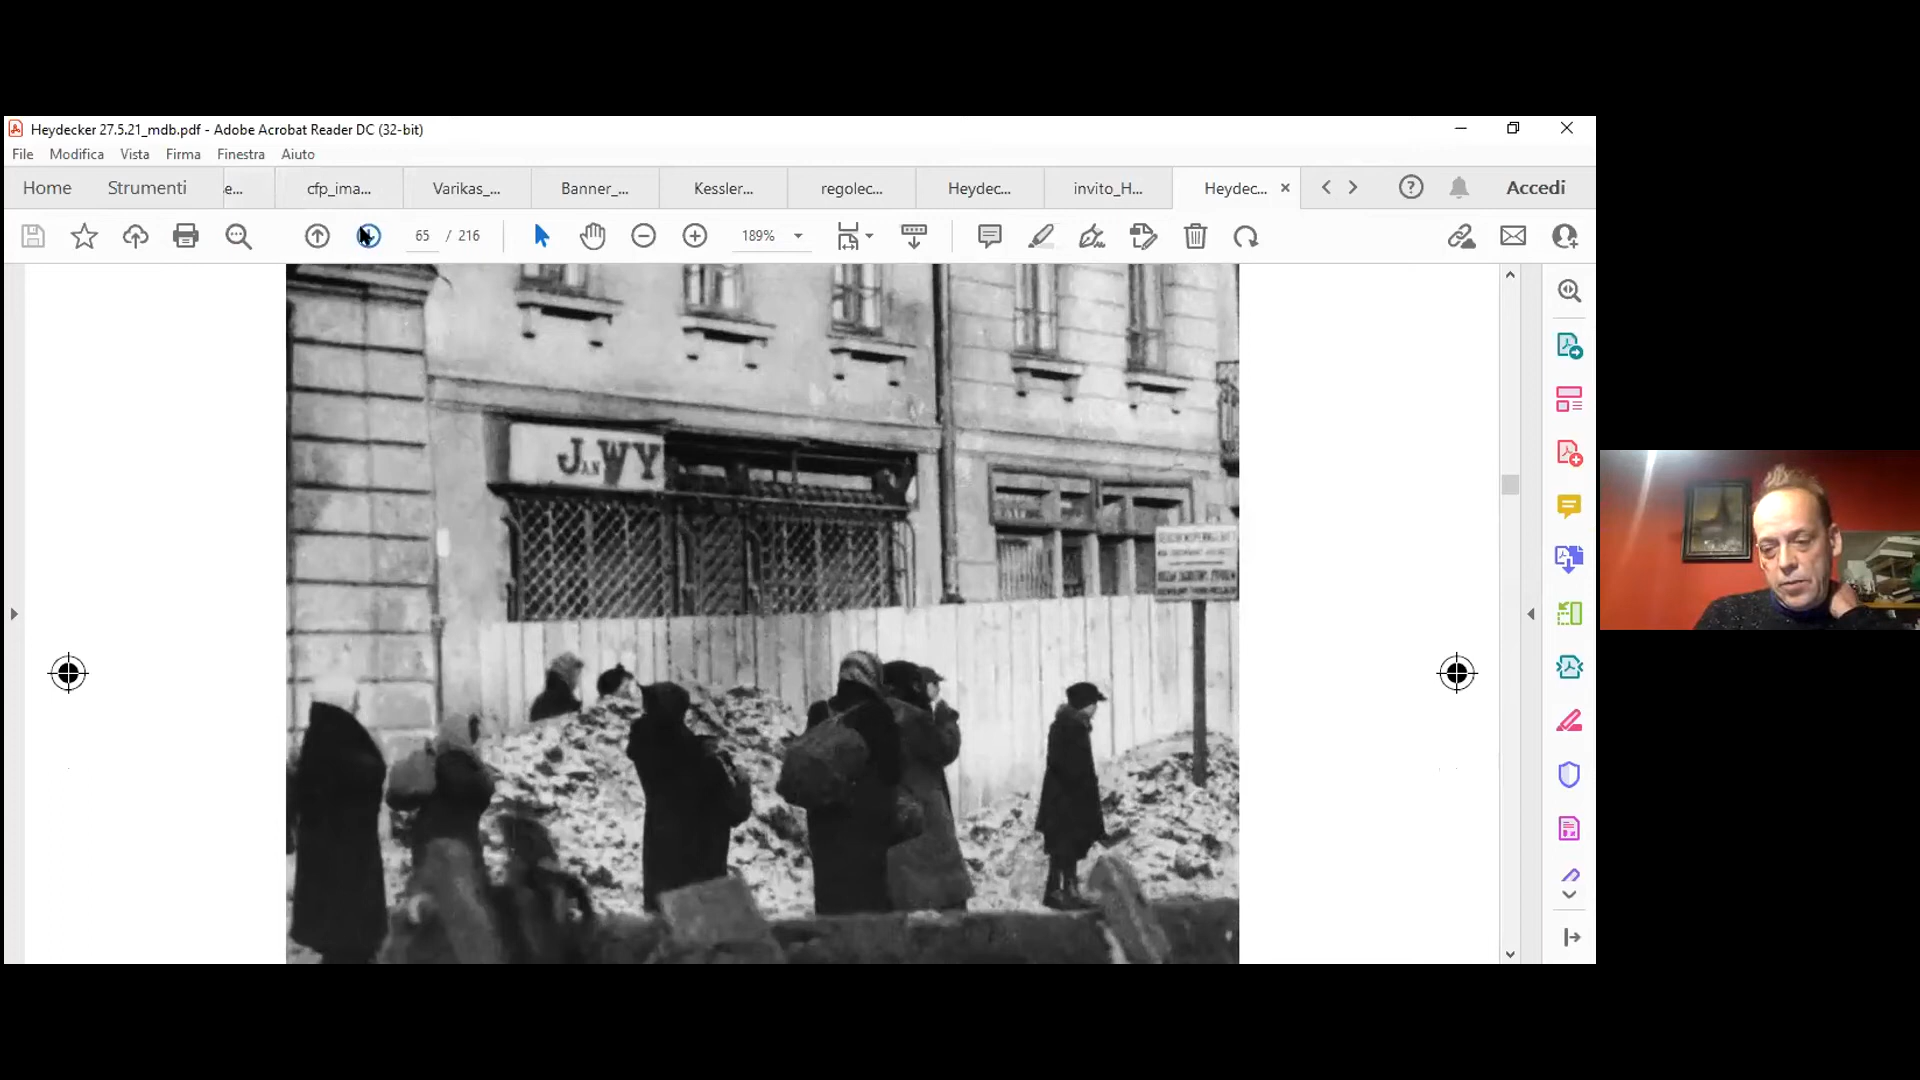 Heydecker 27.5.21_mdb.pdf - Adobe Acrobat Reader DC (32-bit)
File Modifica Vista Firma Finestra Aiuto
Home Strumenti e... cfp_ima... Varikas_... Banner_... Kessler... regolec... Heydec... invito_H... Heydec... Accedi
65 / 216 189%
JAN WY